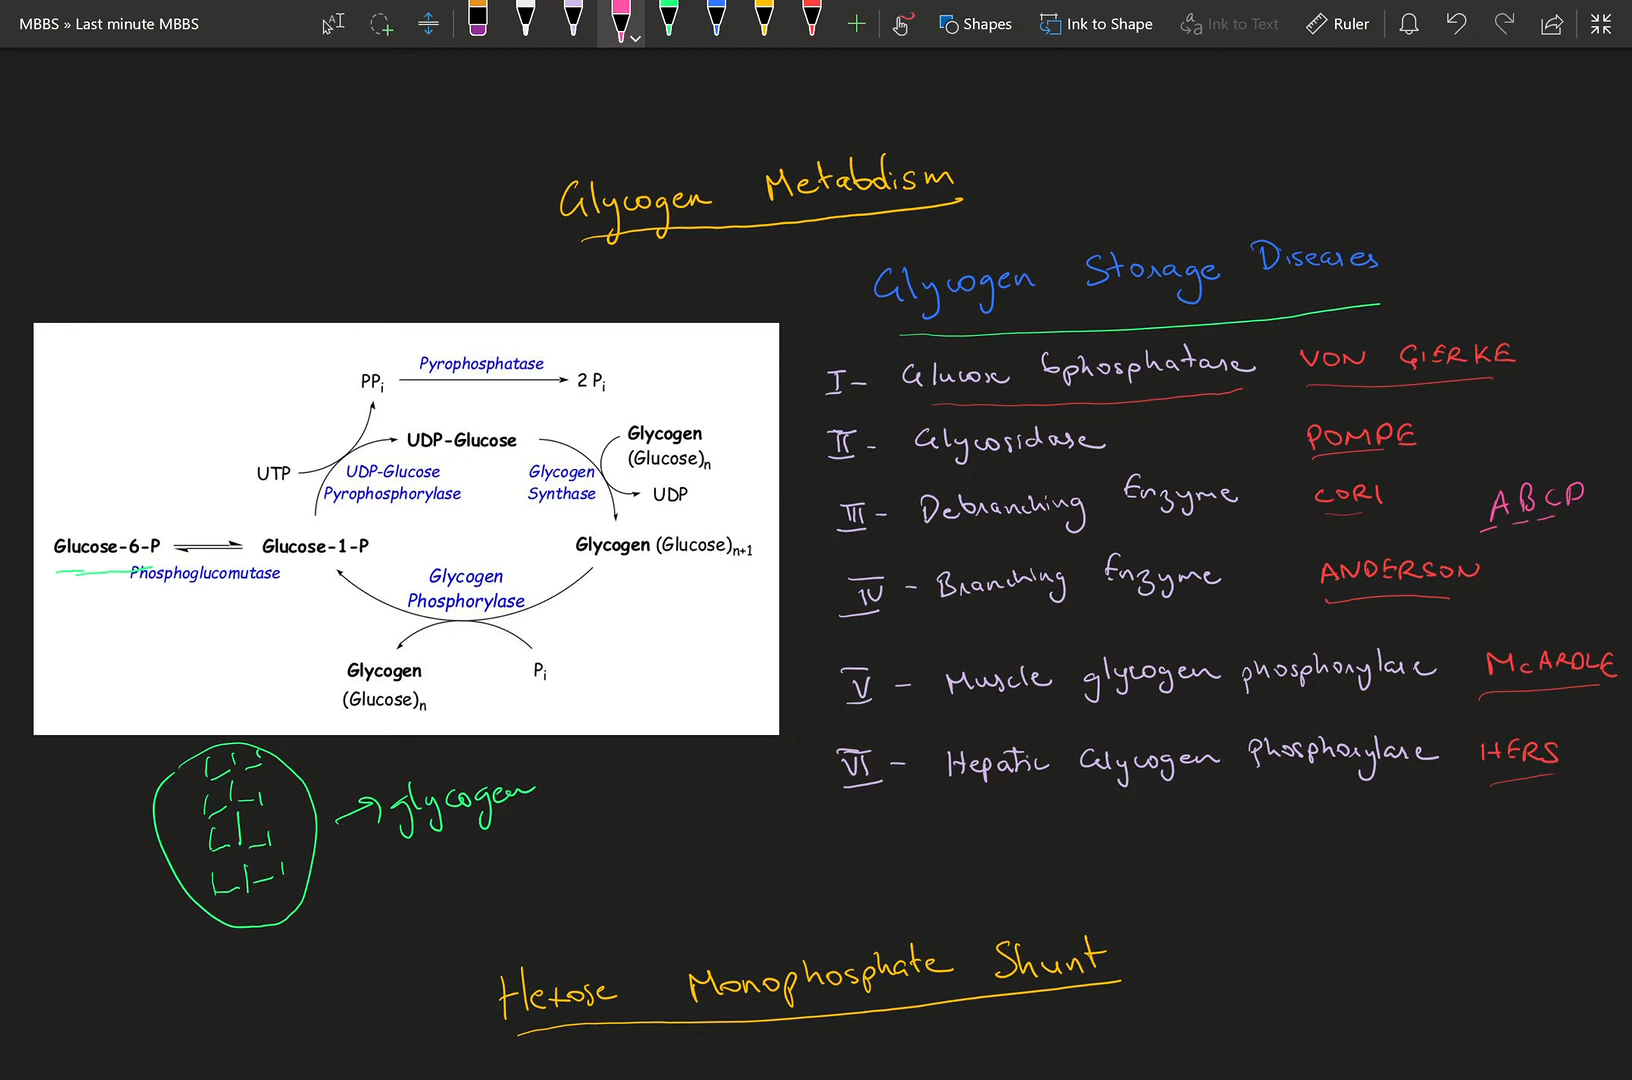 MBBS » Last minute MBBS
Shapes
Ink to Shape
Ink to Text
Ruler
Glycogen Metabolism
Glycogen Storage Diseases
Pyrophosphatase
PPi
2 Pi
UDP-Glucose
Glycogen
(Glucose)n
UTP
UDP-Glucose
Pyrophosphorylase
Glycogen
Synthase
UDP
Glucose-6-P
Glucose-1-P
Phosphoglucomutase
Glycogen (Glucose)n+1
Glycogen
Phosphorylase
Glycogen
(Glucose)n
Pi
I - Glucose 6phosphatase VON GIERKE
II - Glycosidase POMPE
III - Debranching Enzyme CORI
ABCD
IV - Branching Enzyme ANDERSON
V - Muscle glycogen phosphorylase McARDLE
VI - Hepatic Glycogen Phosphorylase HERS
→ glycogen
Hexose Monophosphate Shunt